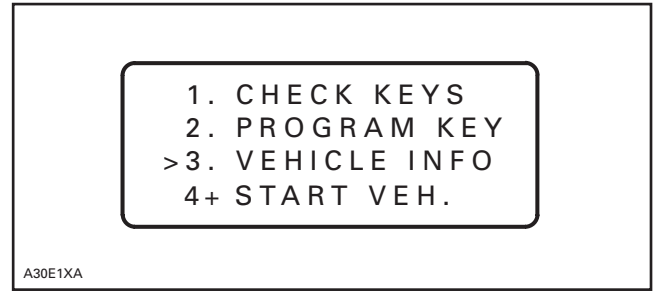 1. CHECK KEYS
2. PROGRAM KEY
>3. VEHICLE INFO
4+ START VEH.
A30E1XA